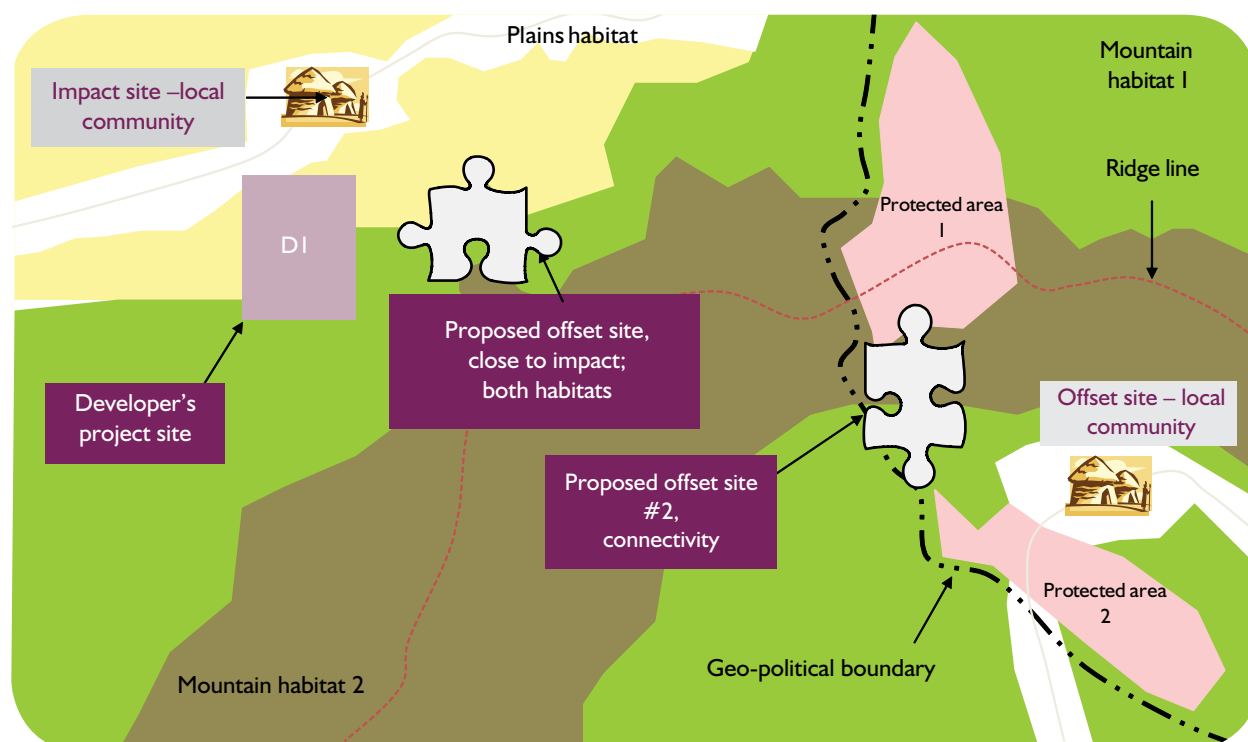 Plains habitat
Mountain
habitat 1
Impact site –local
community
Ridge line
Protected area
1
D1
Proposed offset site,
close to impact;
both habitats
Developer's
project site
Offset site – local
community
Proposed offset site
#2,
connectivity
Protected area
2
Geo-political boundary
Mountain habitat 2